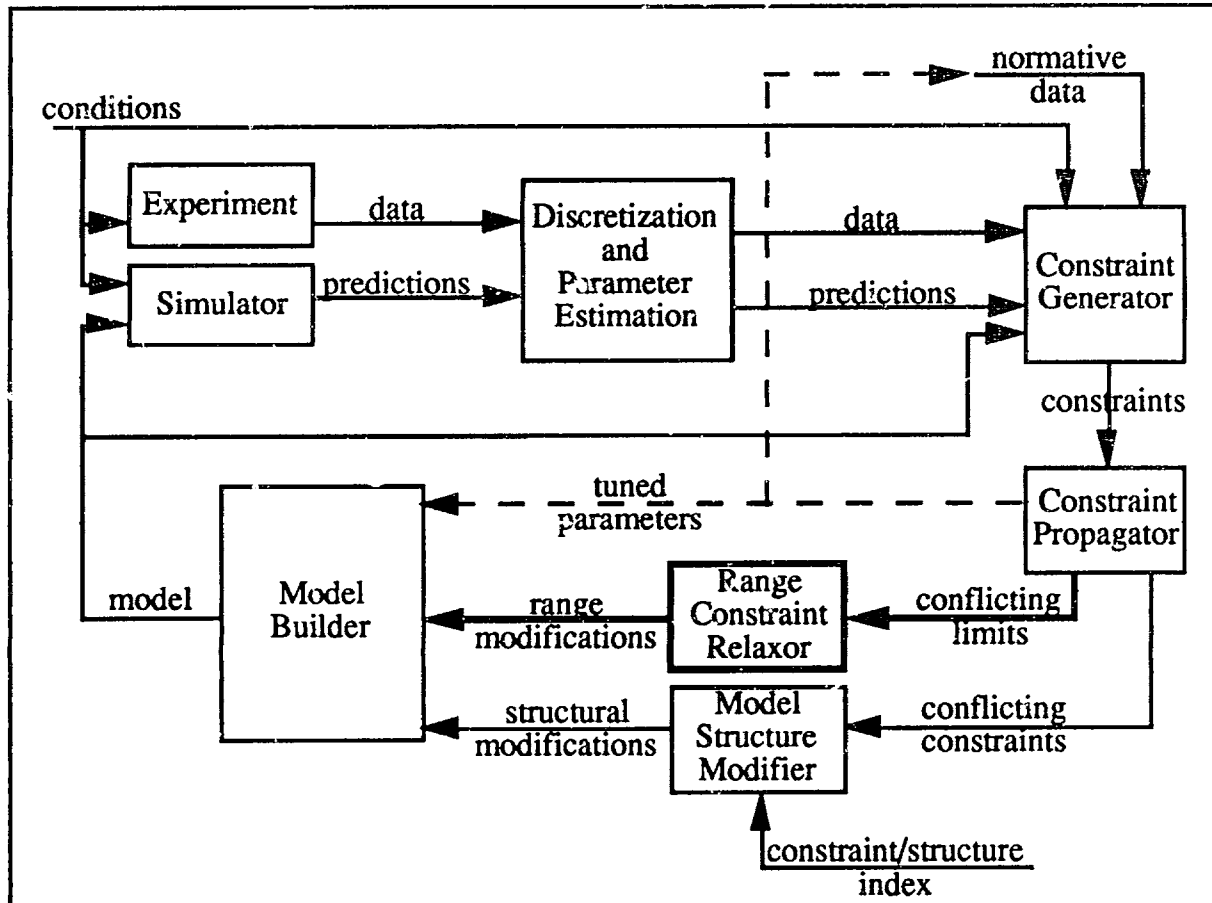 normative
data
conditions
Experiment
data
Discretization
and
Parameter
Estimation
data
Constraint
Generator
Simulator
predictions
predictions
constraints
tuned
parameters
Constraint
Propagator
model
Model
Builder
range
modifications
Range
Constraint
Relaxor
conflicting
limits
structural
modifications
Model
Structure
Modifier
conflicting
constraints
constraint/structure
index